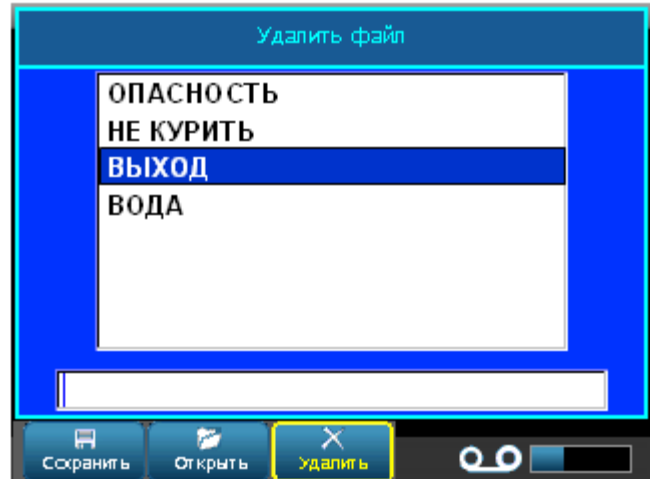 Удалить файл
ОПАСНОСТЬ
НЕ КУРИТЬ
ВЫХОД
ВОДА
Сохранить Открыть Удалить